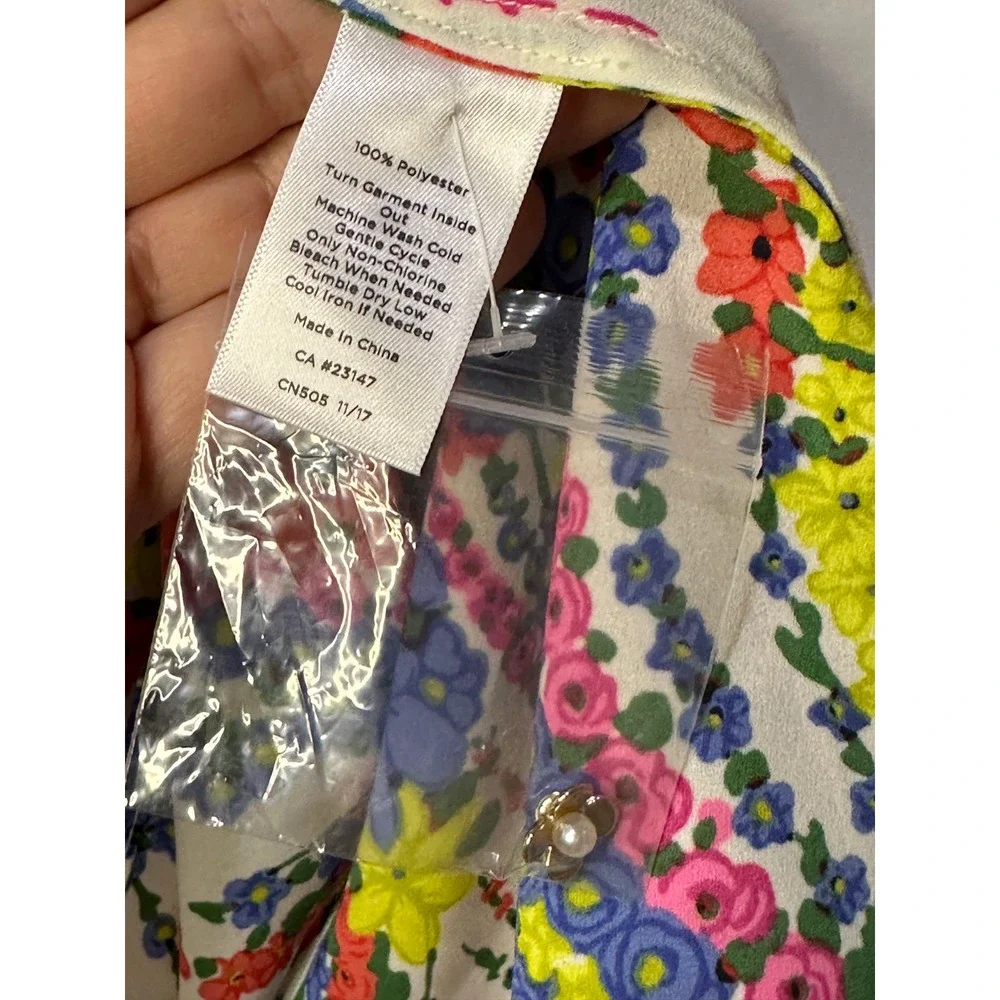 100% Polyester
Turn Garment Inside
Out
Machine Wash Cold
Gentle Cycle
Only Non-Chlorine
Bleach When Needed
Tumble Dry Low
Cool Iron If Needed
Made In China
CA #23147
CN505 11/17